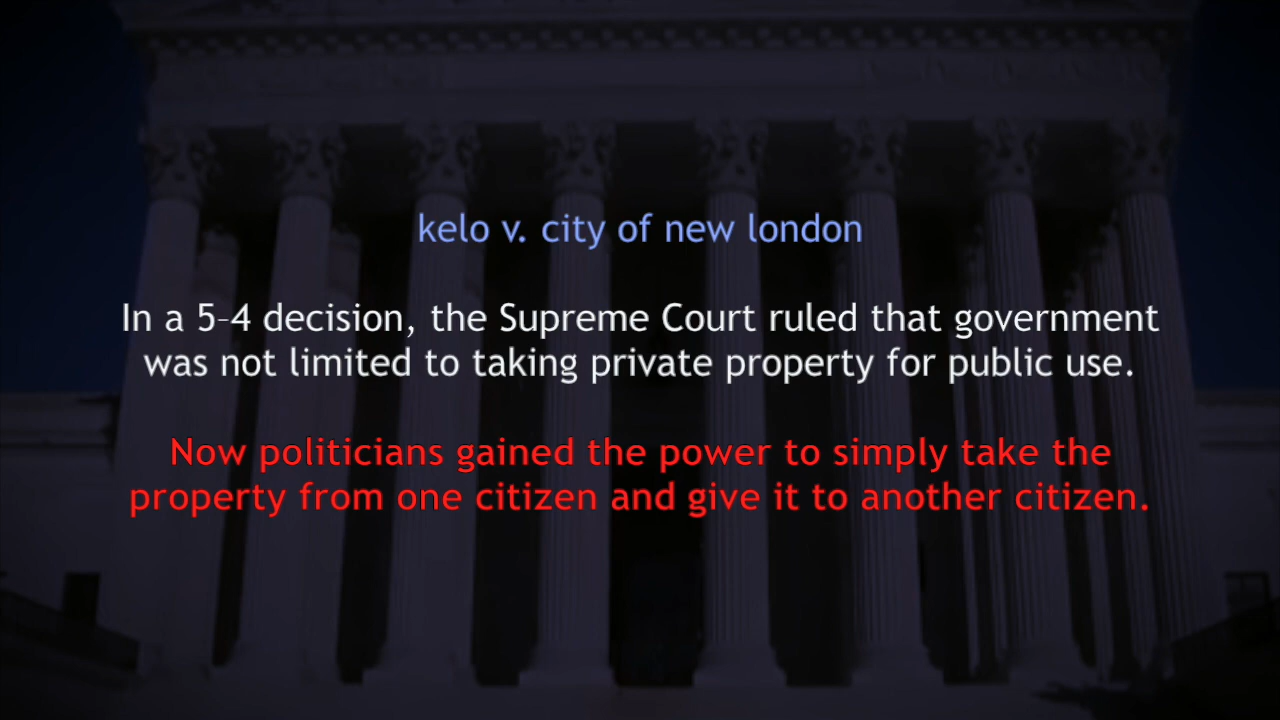 kelo v. city of new london
In a 5–4 decision, the Supreme Court ruled that government
was not limited to taking private property for public use.
Now politicians gained the power to simply take the
property from one citizen and give it to another citizen.